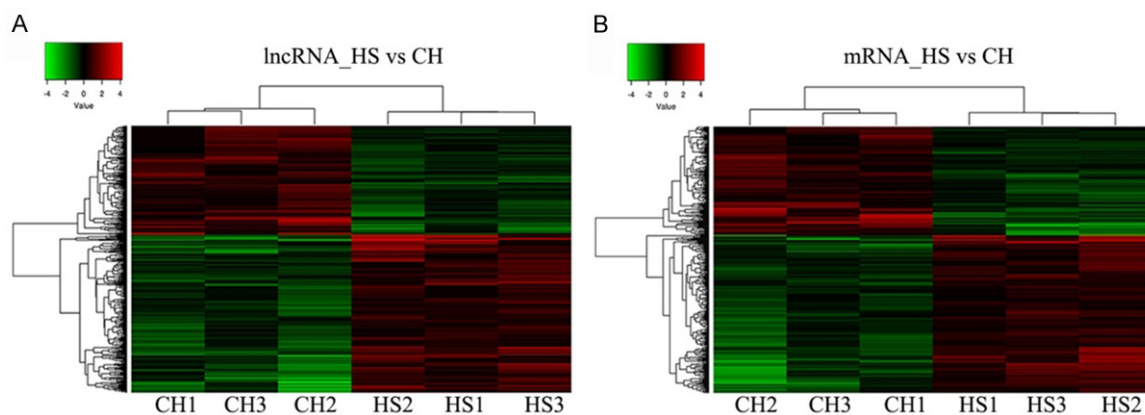 A
lncRNA_HS vs CH
-4 -2 0 2 4
Value
CH1 CH3 CH2 HS2 HS1 HS3
B
mRNA_HS vs CH
-4 -2 0 2 4
Value
CH2 CH3 CH1 HS1 HS3 HS2